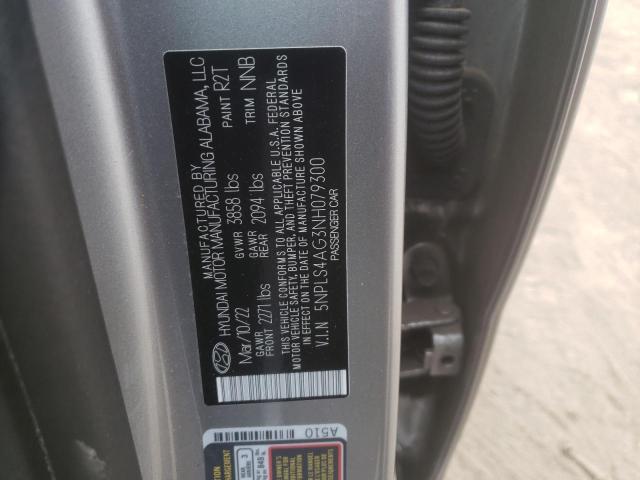 MANUFACTURED BY
HYUNDAI MOTOR MANUFACTURING ALABAMA, LLC
Mar/10/22 GVWR 3858 lbs PAINT R2T
GAWR FRONT 2271 lbs GAWR REAR 2094 lbs TRIM NNB
THIS VEHICLE CONFORMS TO ALL APPLICABLE U.S.A. FEDERAL
MOTOR VEHICLE SAFETY, BUMPER, AND THEFT PREVENTION STANDARDS
IN EFFECT ON THE DATE OF MANUFACTURE SHOWN ABOVE
V.I.N 5NPLS4AG3NH079300
PASSENGER CAR
A510
REAR
3